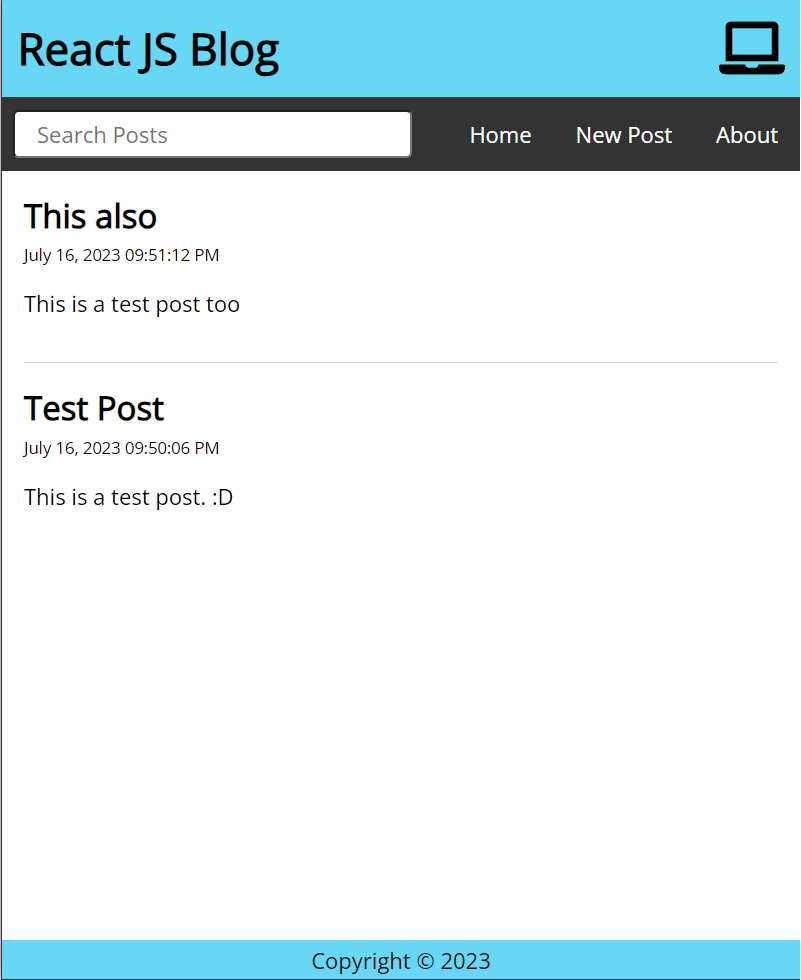 React JS Blog
Search Posts
Home New Post About
This also
July 16, 2023 09:51:12 PM
This is a test post too
Test Post
July 16, 2023 09:50:06 PM
This is a test post. :D
Copyright © 2023